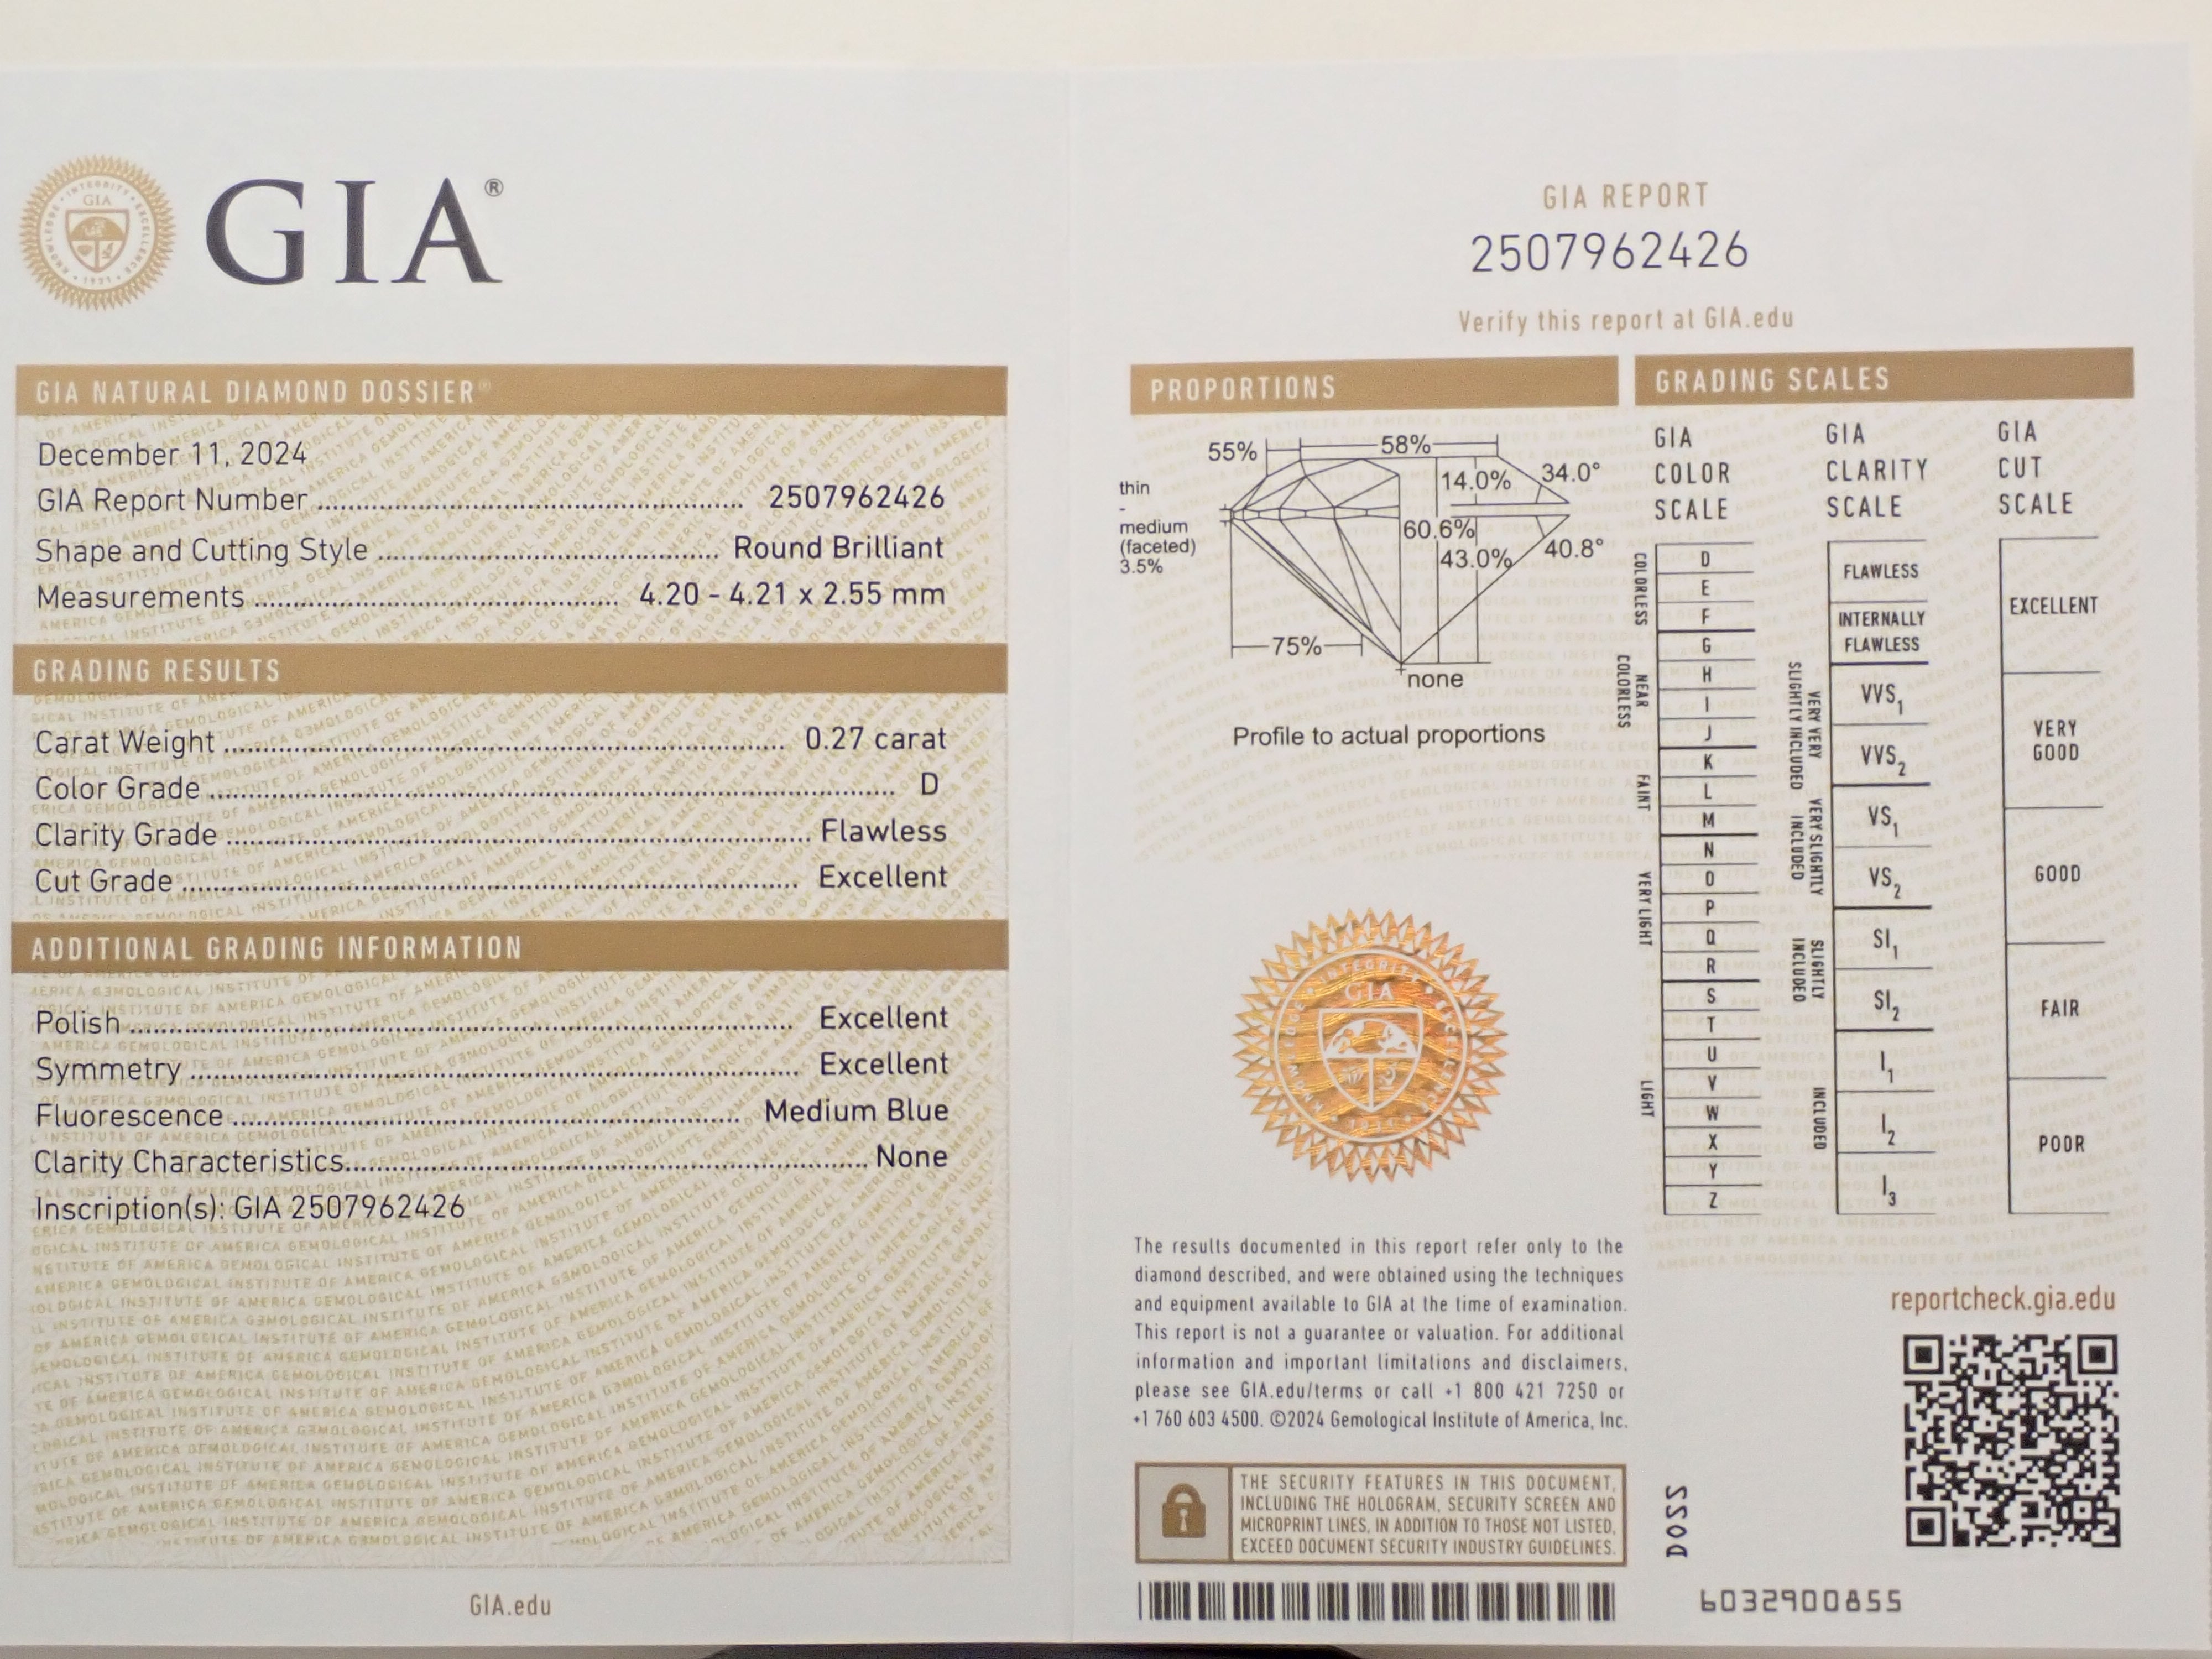 GIA®
GIA NATURAL DIAMOND DOSSIER®
December 11, 2024
GIA Report Number 2507962426
Shape and Cutting Style Round Brilliant
Measurements 4.20 - 4.21 x 2.55 mm
GRADING RESULTS
Carat Weight 0.27 carat
Color Grade D
Clarity Grade Flawless
Cut Grade Excellent
ADDITIONAL GRADING INFORMATION
Polish Excellent
Symmetry Excellent
Fluorescence Medium Blue
Clarity Characteristics None
Inscription(s): GIA 2507962426
GIA.edu
GIA REPORT
2507962426
Verify this report at GIA.edu
PROPORTIONS
55%
58%
14.0%
34.0°
thin
-
medium
(faceted)
3.5%
60.6%
43.0%
40.8°
75%
none
Profile to actual proportions
GIA
The results documented in this report refer only to the
diamond described, and were obtained using the techniques
and equipment available to GIA at the time of examination.
This report is not a guarantee or valuation. For additional
information and important limitations and disclaimers,
please see GIA.edu/terms or call +1 800 421 7250 or
+1 760 603 4500. ©2024 Gemological Institute of America, Inc.
THE SECURITY FEATURES IN THIS DOCUMENT,
INCLUDING THE HOLOGRAM, SECURITY SCREEN AND
MICROPRINT LINES, IN ADDITION TO THOSE NOT LISTED,
EXCEED DOCUMENT SECURITY INDUSTRY GUIDELINES.
GRADING SCALES
GIA
COLOR
SCALE
COLORLESS
NEAR
COLORLESS
FAINT
VERY LIGHT
LIGHT
D
E
F
G
H
I
J
K
L
M
N
O
P
Q
R
S
T
U
V
W
X
Y
Z
GIA
CLARITY
SCALE
VERY VERY
SLIGHTLY INCLUDED
VERY SLIGHTLY
INCLUDED
SLIGHTLY
INCLUDED
INCLUDED
FLAWLESS
INTERNALLY
FLAWLESS
VVS1
VVS2
VS1
VS2
SI1
SI2
I1
I2
I3
GIA
CUT
SCALE
EXCELLENT
VERY
GOOD
GOOD
FAIR
POOR
reportcheck.gia.edu
6032900855